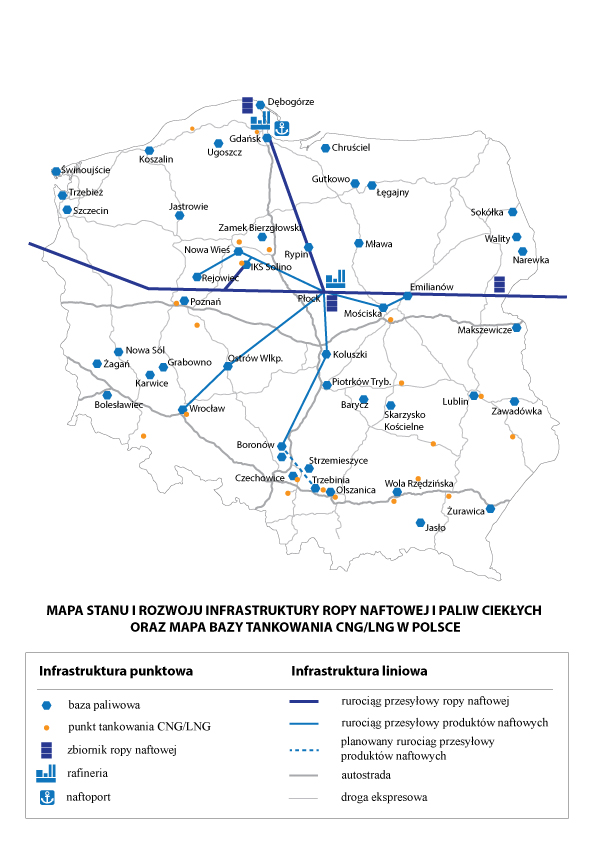 Dębogórze
Gdańsk
Ugoszcz
Koszalin
Chruściel
Świnoujście
Gutkowo
Łęgajny
Trzebież
Szczecin
Jastrowie
Sokółka
Zamek Bierzgłowski
Wality
Nowa Wieś
Mława
Rypin
Narewka
IKS Solino
Rejowiec
Emilianów
Płock
Poznań
Mościska
Makszewicze
Nowa Sól
Koluszki
Żagań
Grabowno
Ostrów Wlkp.
Karwice
Piotrków Tryb.
Bolesławiec
Wrocław
Barycz
Lublin
Skarzysko
Kościelne
Zawadówka
Boronów
Strzemieszyce
Czechowice
Trzebinia
Olszanica
Wola Rzędzińska
Żurawica
Jasło
MAPA STANU I ROZWOJU INFRASTRUKTURY ROPY NAFTOWEJ I PALIW CIEKŁYCH
ORAZ MAPA BAZY TANKOWANIA CNG/LNG W POLSCE
Infrastruktura punktowa
baza paliwowa
punkt tankowania CNG/LNG
zbiornik ropy naftowej
rafineria
naftoport
Infrastruktura liniowa
rurociąg przesyłowy ropy naftowej
rurociąg przesyłowy produktów naftowych
planowany rurociąg przesyłowy
produktów naftowych
autostrada
droga ekspresowa